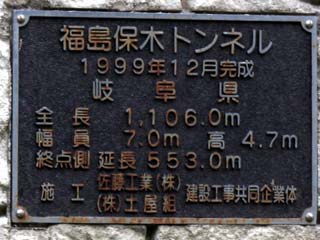 福島保木トンネル
1999年12月完成
岐阜県
全長 1,106.0m
幅員 7.0m 高 4.7m
終点側 延長 553.0m
施工 佐藤工業(株) (株)土屋組 建設工事共同企業体